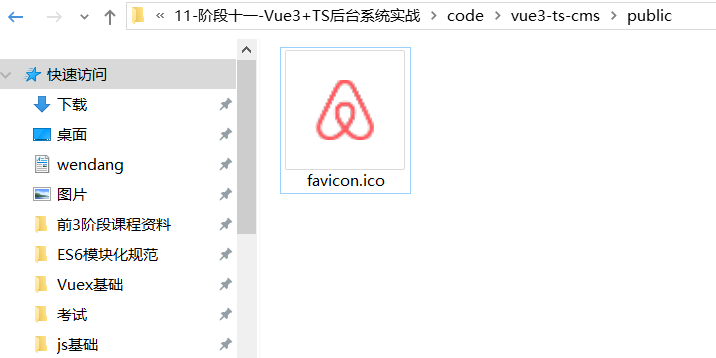 « 11-阶段十一-Vue3+TS后台系统实战 > code > vue3-ts-cms > public
快速访问
下载
桌面
wendang
图片
前3阶段课程资料
ES6模块化规范
Vuex基础
考试
js基础
favicon.ico